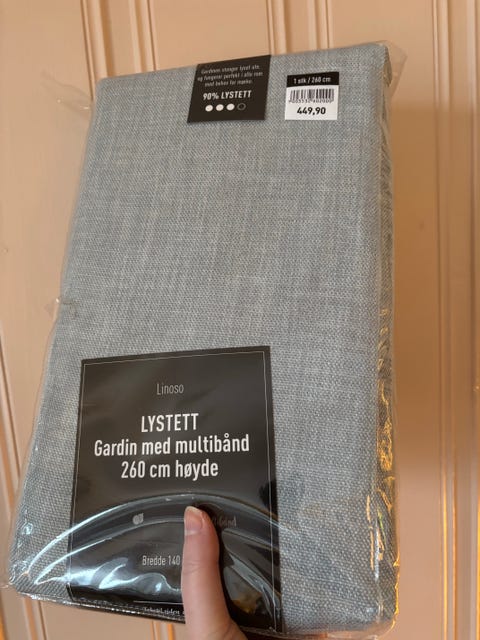 Gardinen stenger lyset ute,
og fungerer perfekt i alle rom
med behov for mørke.
90% LYSTETT
1 stk / 260 cm
449,90
Linoso
LYSTETT
Gardin med multibånd
260 cm høyde
Bredde 140